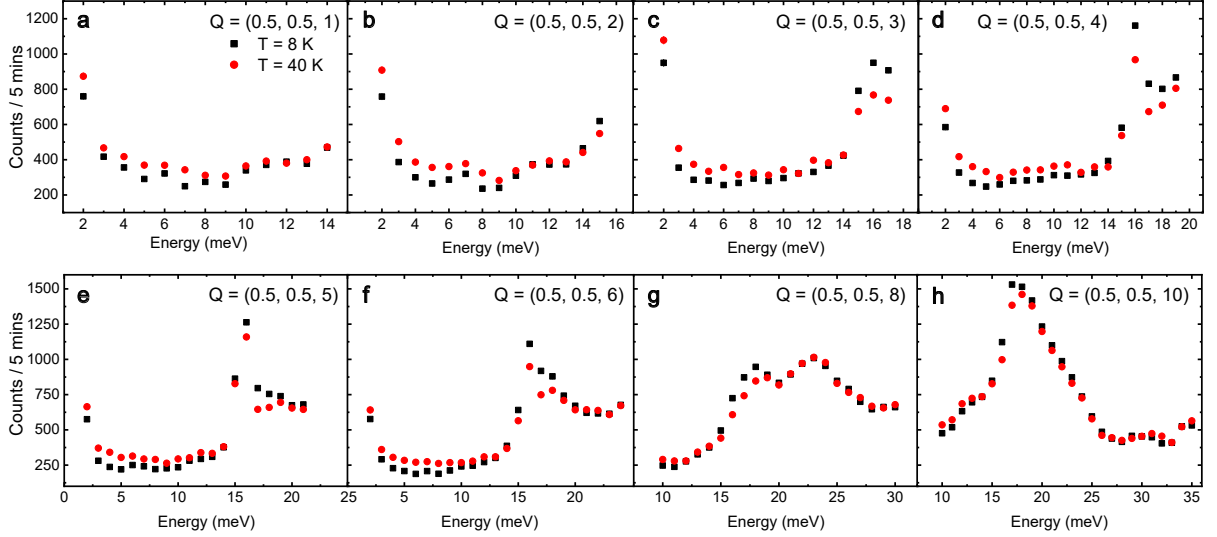 a Q = (0.5, 0.5, 1)
T = 8 K
T = 40 K
b Q = (0.5, 0.5, 2)
c Q = (0.5, 0.5, 3)
d Q = (0.5, 0.5, 4)
Counts / 5 mins
1200
1000
800
600
400
200
2 4 6 8 10 12 14
2 4 6 8 10 12 14 16
2 4 6 8 10 12 14 16 18
2 4 6 8 10 12 14 16 18 20
Energy (meV)
Energy (meV)
Energy (meV)
Energy (meV)
e Q = (0.5, 0.5, 5)
f Q = (0.5, 0.5, 6)
g Q = (0.5, 0.5, 8)
h Q = (0.5, 0.5, 10)
Counts / 5 mins
1500
1250
1000
750
500
250
0 5 10 15 20 25
5 10 15 20
10 15 20 25 30
10 15 20 25 30 35
Energy (meV)
Energy (meV)
Energy (meV)
Energy (meV)